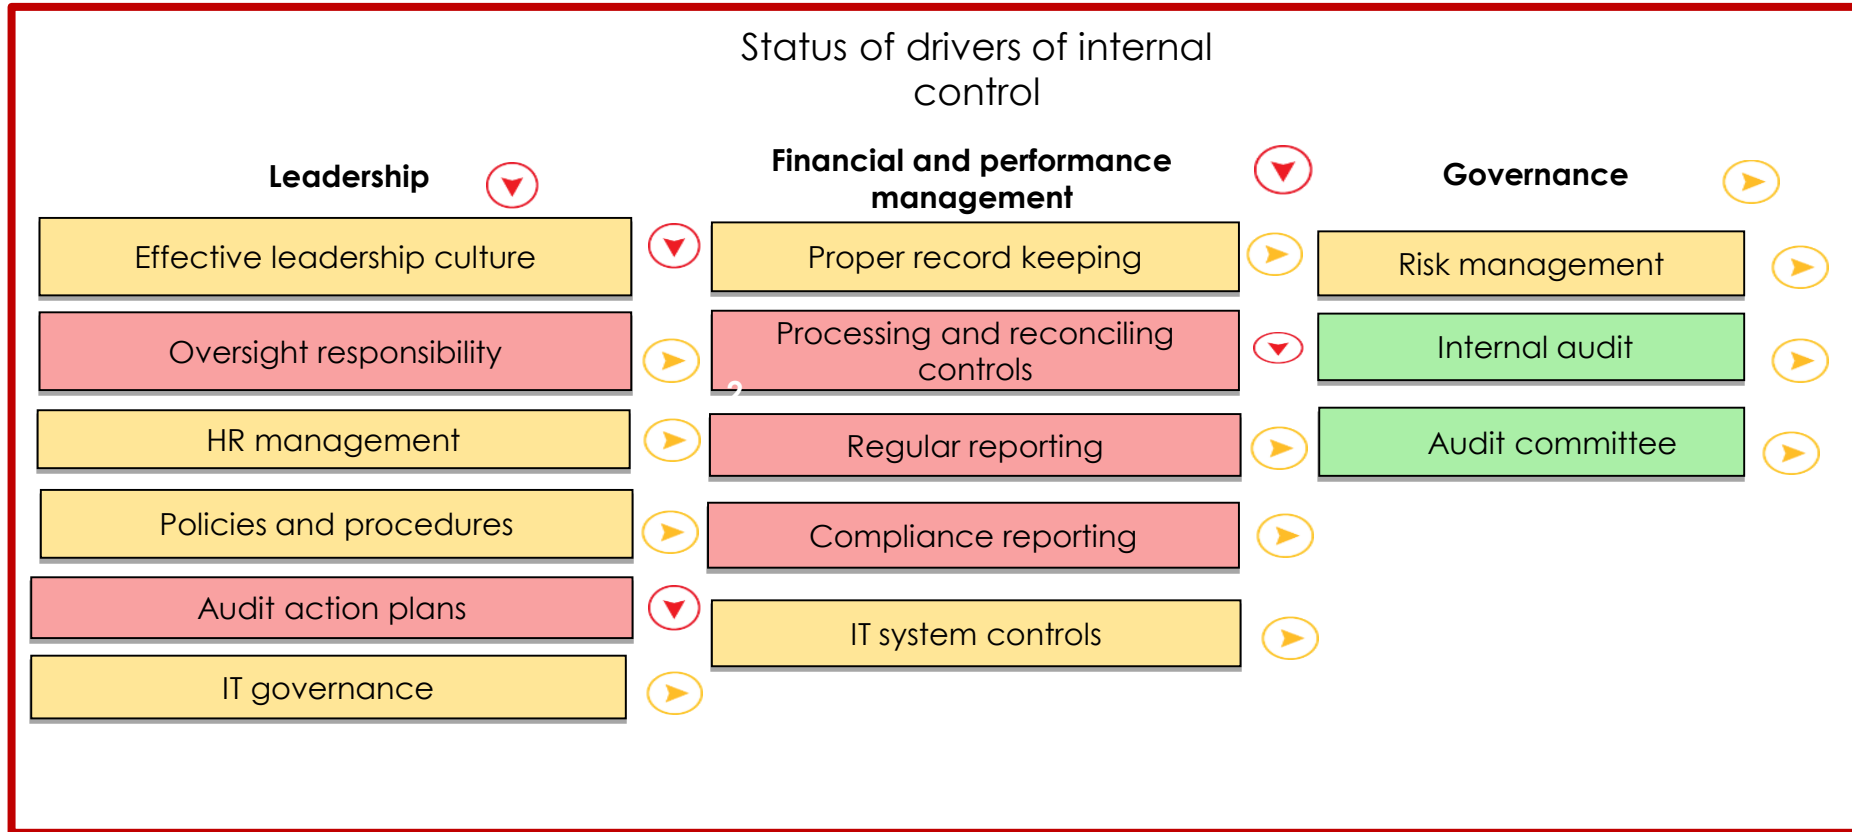 Status of drivers of internal
control
Leadership
Effective leadership culture
Oversight responsibility
HR management
Policies and procedures
Audit action plans
IT governance
Financial and performance
management
Proper record keeping
Processing and reconciling
controls
2
Regular reporting
Compliance reporting
IT system controls
Governance
Risk management
Internal audit
Audit committee